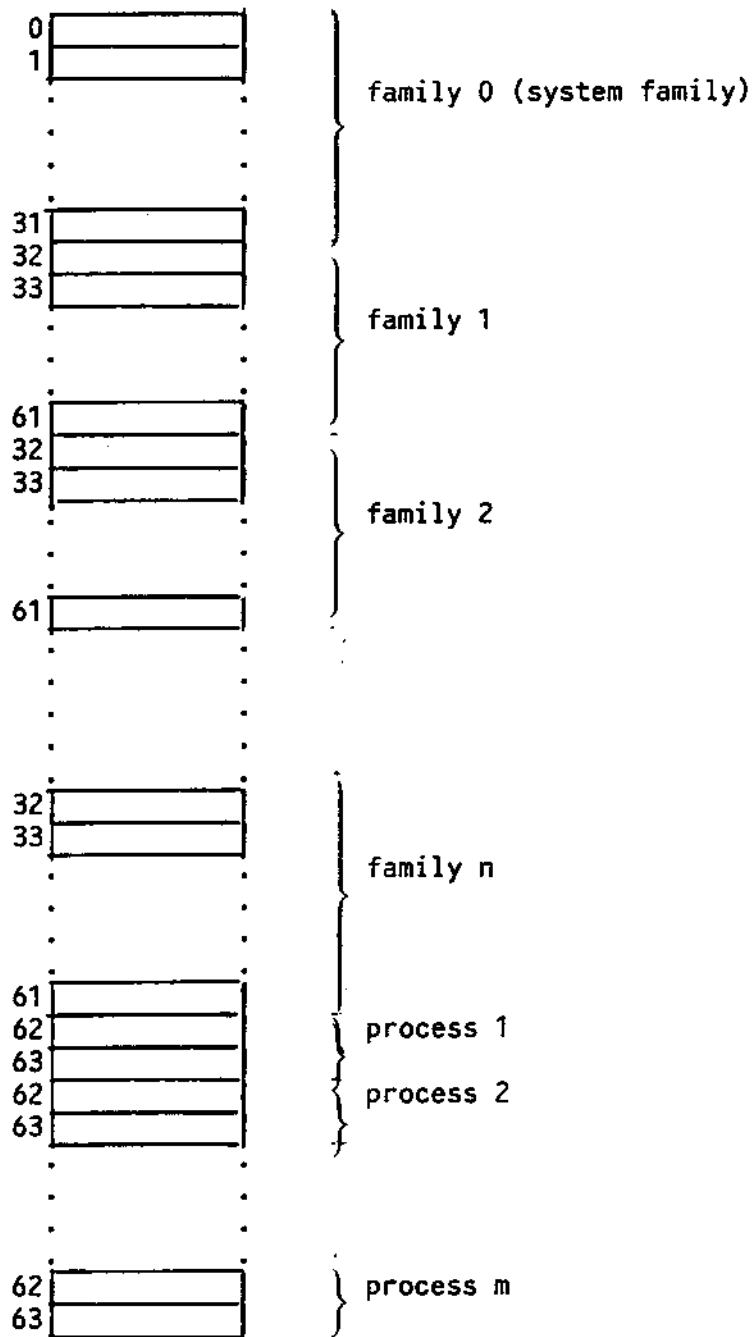 0
1
family 0 (system family)
31
32
33
family 1
61
32
33
family 2
61
32
33
family n
61
62
process 1
63
62
process 2
63
62
process m
63